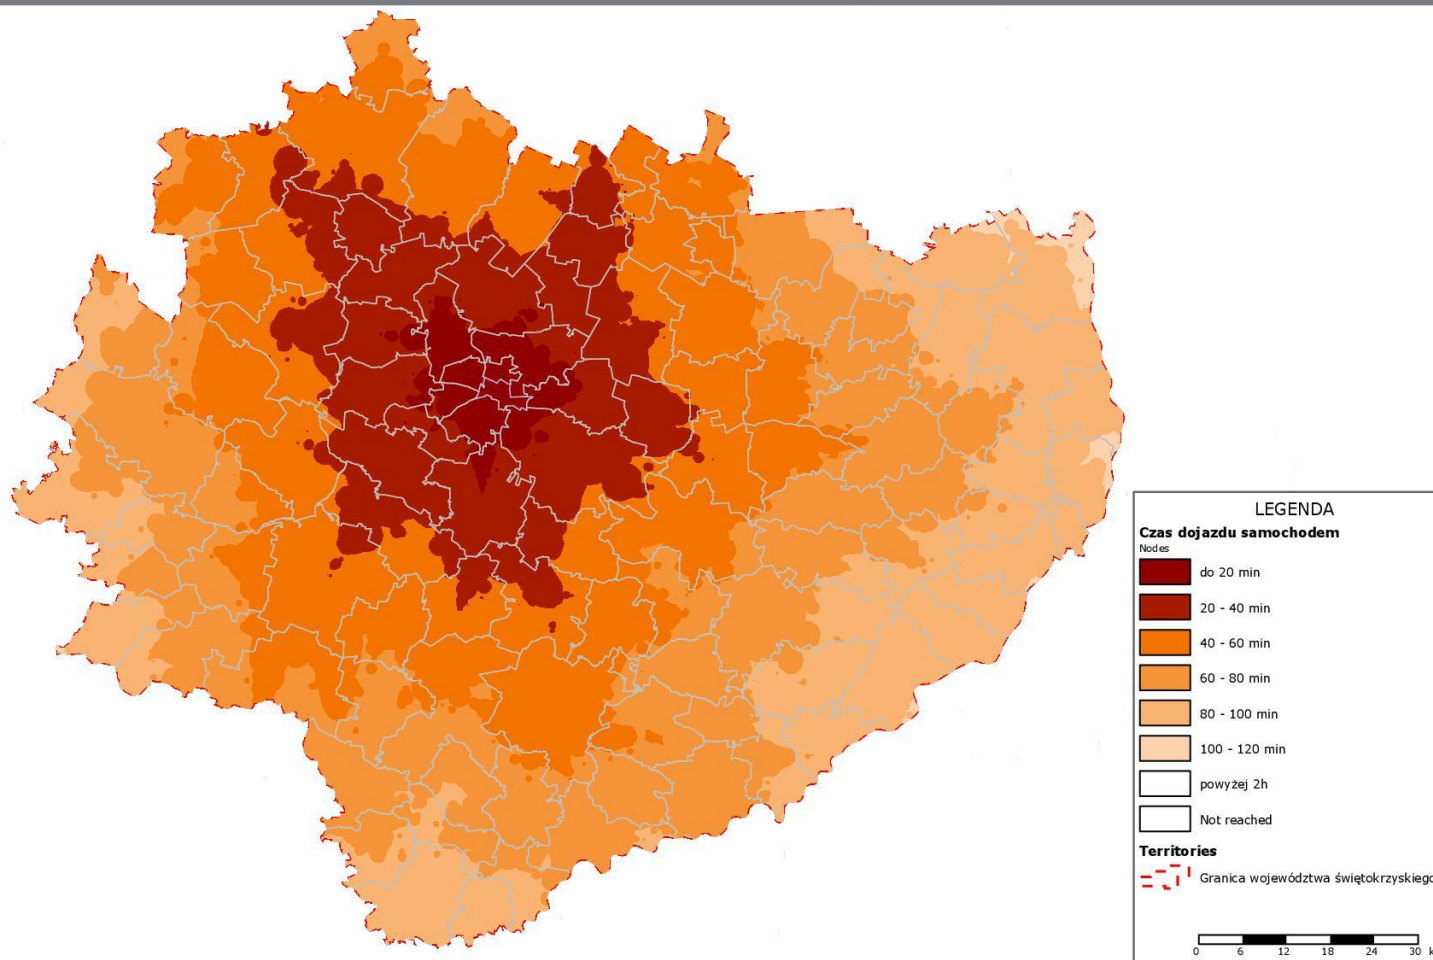 LEGENDA
Czas dojazdu samochodem
Nodes
do 20 min
20 - 40 min
40 - 60 min
60 - 80 min
80 - 100 min
100 - 120 min
powyżej 2h
Not reached
Territories
Granica województwa świętokrzyskiego
0 6 12 18 24 30 k